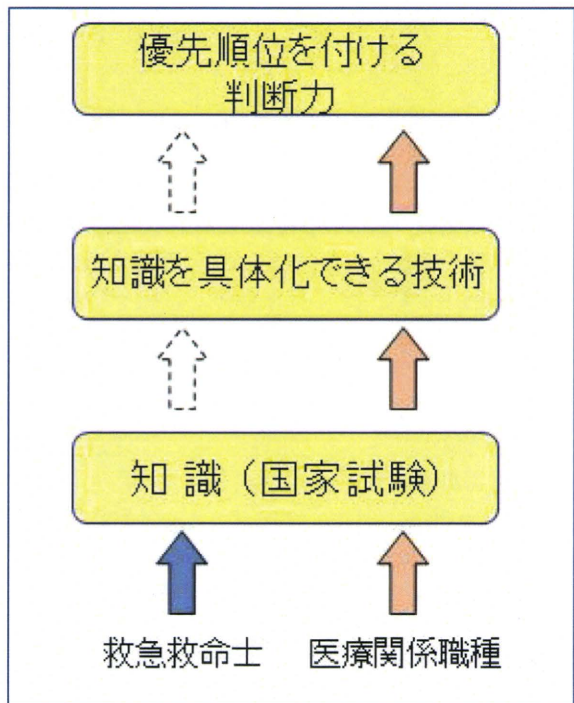 優先順位を付ける
判断力
知識を具体化できる技術
知 識（国家試験）
救急救命士 医療関係職種